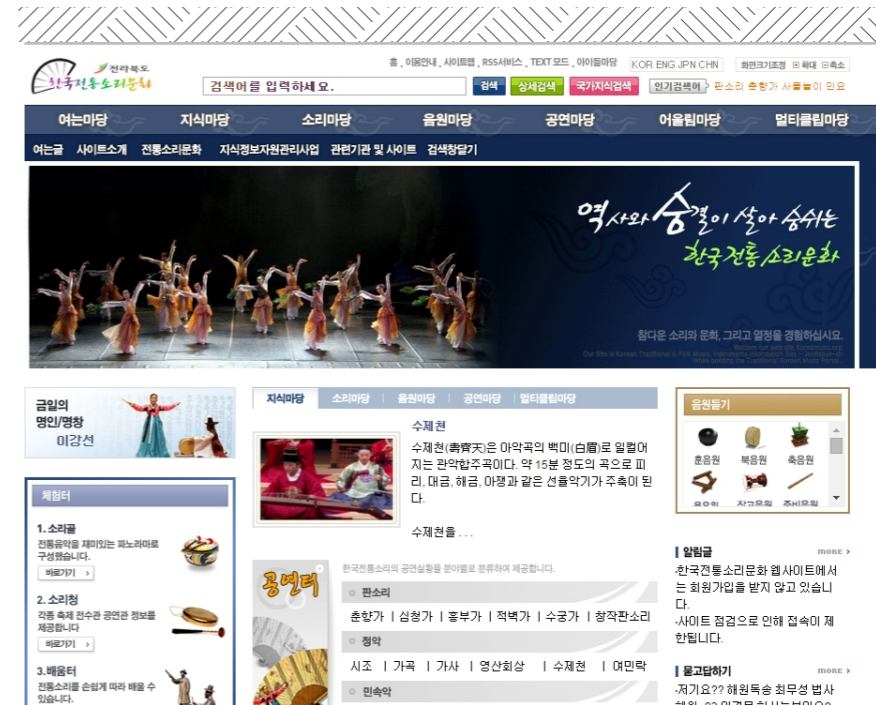 전라북도
한국전통소리문화
홈 , 이용안내 , 사이트맵 , RSS서비스 , TEXT 모드 , 아이들마당
KOR ENG JPN CHN
화면크기조정 확대 축소
검색어를 입력하세요.
검색
상세검색
국가지식검색
인기검색어
판소리 춘향가 사물놀이 민요
여는마당 지식마당 소리마당 음원마당 공연마당 어울림마당 멀티클립마당
여는글 사이트소개 전통소리문화 지식정보자원관리사업 관련기관 및 사이트 검색창달기
역사와 숨결이 살아 숨쉬는
한국전통소리문화
참다운 소리와 문화, 그리고 열정을 경험하십시요.
금일의
명인/명창
이강선
체험터
1. 소리골
전통음악을 재미있는 파노라마로
구성했습니다.
바로가기 ›
2. 소리청
각종 축제 전수관 공연관 정보를
제공합니다
바로가기 ›
3.배움터
전통소리를 손쉽게 따라 배울 수
있습니다.
지식마당 소리마당 | 음원마당 | 공연마당 | 멀티클립마당
수제천
수제천(壽齊天)은 아악곡의 백미(白眉)로 일컬어
지는 관악합주곡이다. 약 15분 정도의 곡으로 피
리, 대금, 해금, 아쟁과 같은 선율악기가 주축이 된
다.
수제천을 . . .
공연터
한국전통소리의 공연실황을 분야별로 분류하여 제공합니다.
판소리
춘향가 | 심청가 | 흥부가 | 적벽가 | 수궁가 | 창작판소리
정악
시조 | 가곡 | 가사 | 영산회상 | 수제천 | 여민락
민속악
음원듣기
훈음원 북음원 축음원
알림글
more ›
·한국전통소리문화 웹사이트에서
는 회원가입을 받지 않고 있습니
다.
·사이트 점검으로 인해 접속이 제
한됩니다.
묻고답하기
more ›
·저기요?? 해원독송 최무성 법사